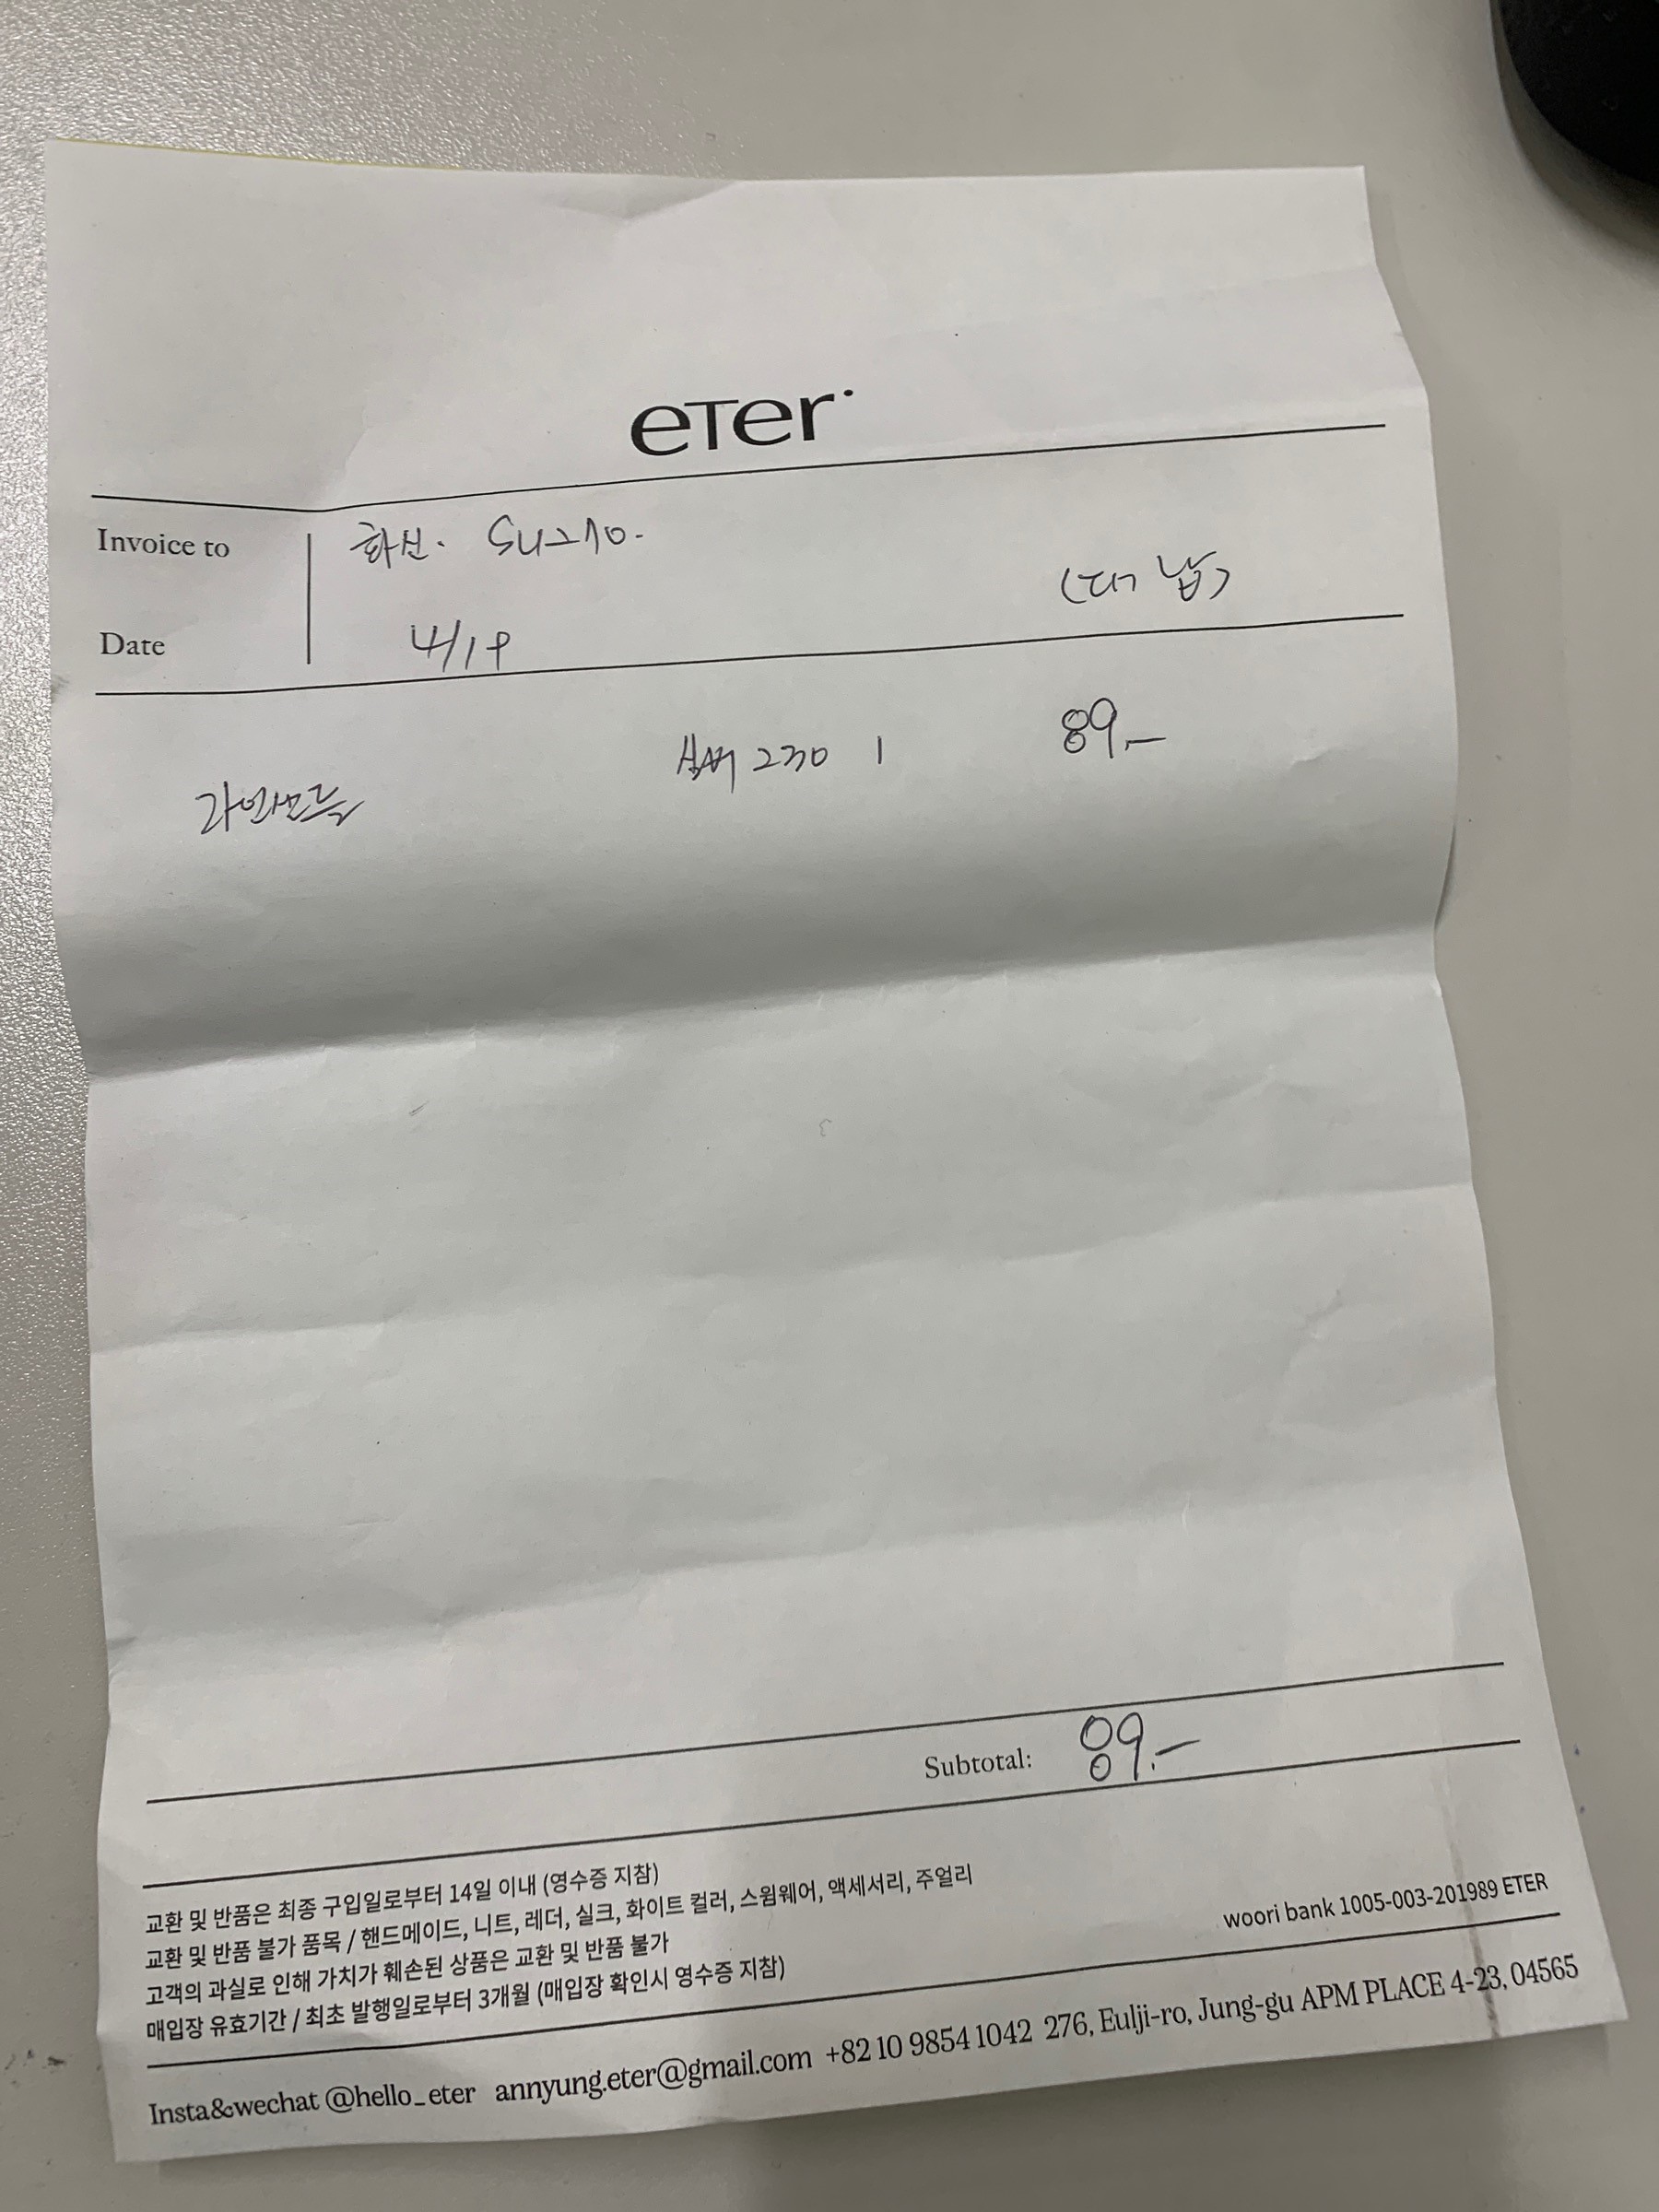 eTer
Invoice to 화신.
(대납)
Date 4/19
실버 230 1 89.-
Subtotal: 89.-
교환 및 반품은 최종 구입일로부터 14일 이내 (영수증 지참)
교환 및 반품 불가 품목 / 핸드메이드, 니트, 레더, 실크, 화이트 컬러, 스윔웨어, 액세서리, 주얼리
고객의 과실로 인해 가치가 훼손된 상품은 교환 및 반품 불가
매입장 유효기간 / 최초 발행일로부터 3개월 (매입장 확인시 영수증 지참)
woori bank 1005-003-201989 ETER
Insta&wechat @hello_eter annyung.eter@gmail.com +82 10 9854 1042 276, Eulji-ro, Jung-gu APM PLACE 4-23, 04565